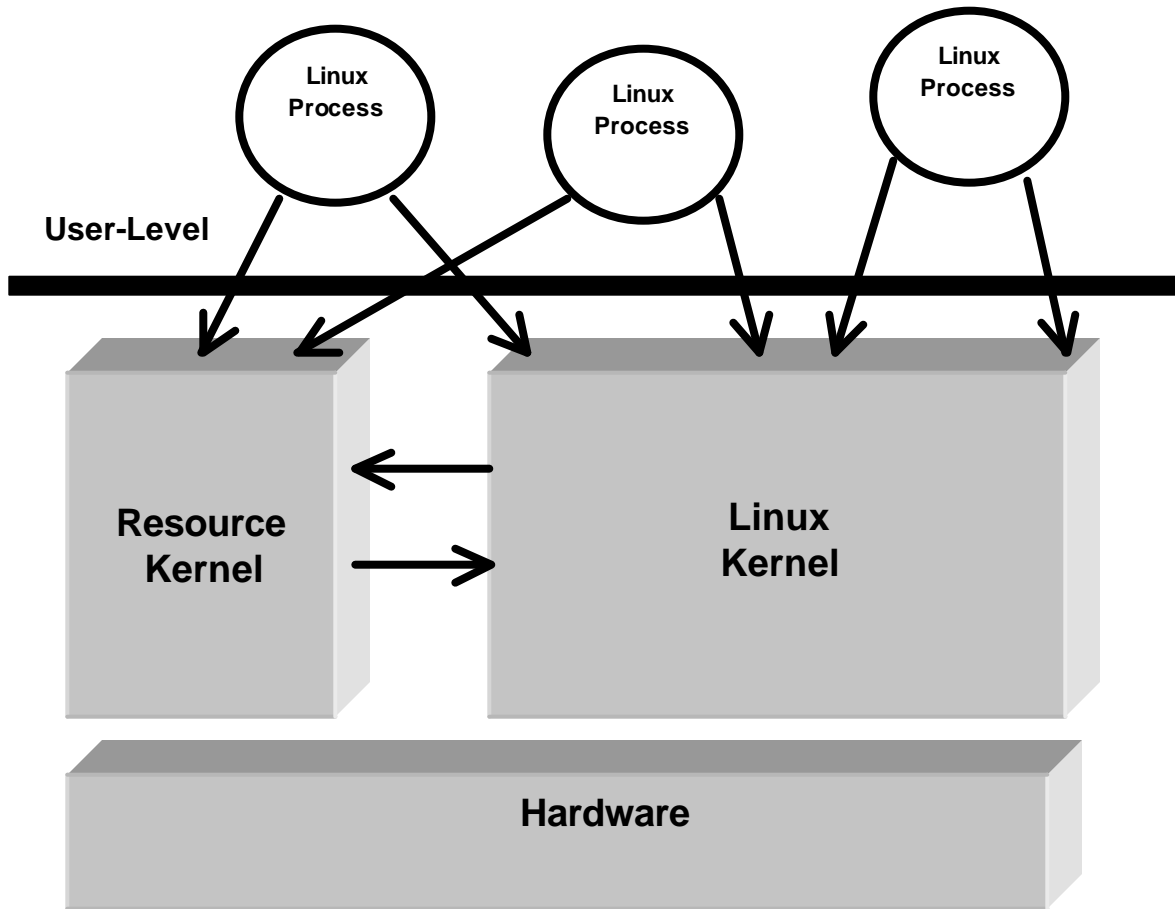 Linux
Process
Linux
Process
Linux
Process
User-Level
Resource
Kernel
Linux
Kernel
Hardware